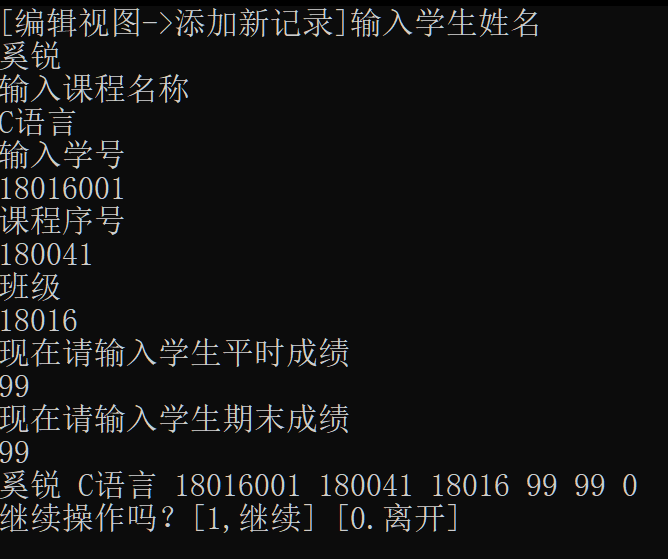 [编辑视图->添加新记录]输入学生姓名
奚锐
输入课程名称
C语言
输入学号
18016001
课程序号
180041
班级
18016
现在请输入学生平时成绩
99
现在请输入学生期末成绩
99
奚锐 C语言 18016001 180041 18016 99 99 0
继续操作吗? [1,继续] [0.离开]